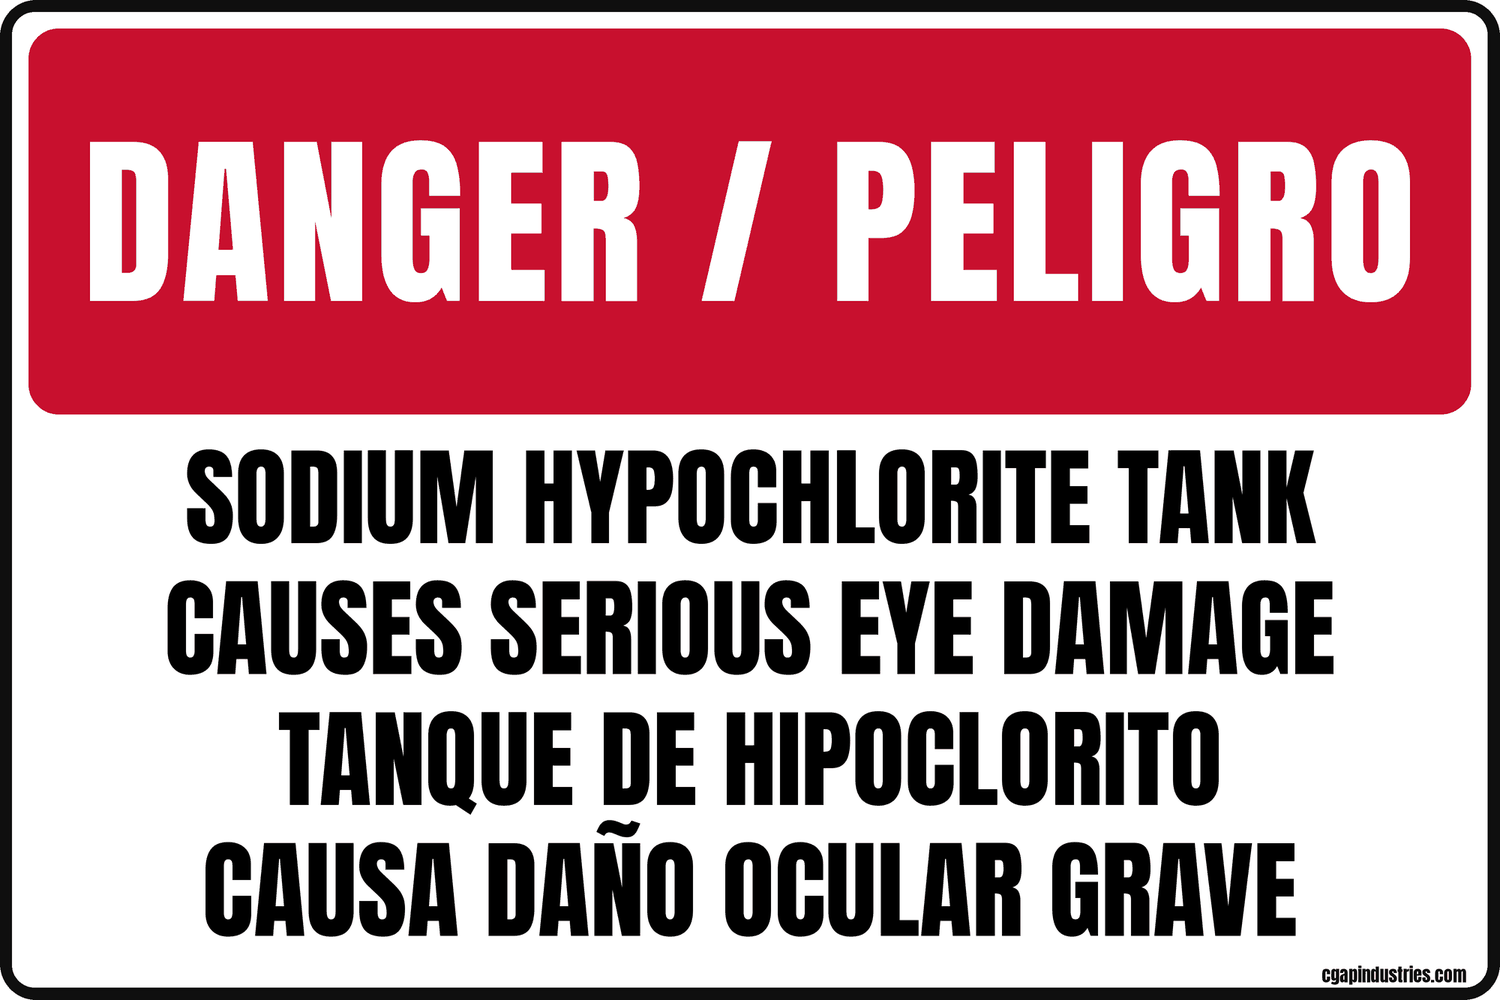 DANGER / PELIGRO
SODIUM HYPOCHLORITE TANK
CAUSES SERIOUS EYE DAMAGE
TANQUE DE HIPOCLORITO
CAUSA DAÑO OCULAR GRAVE
cgapindustries.com